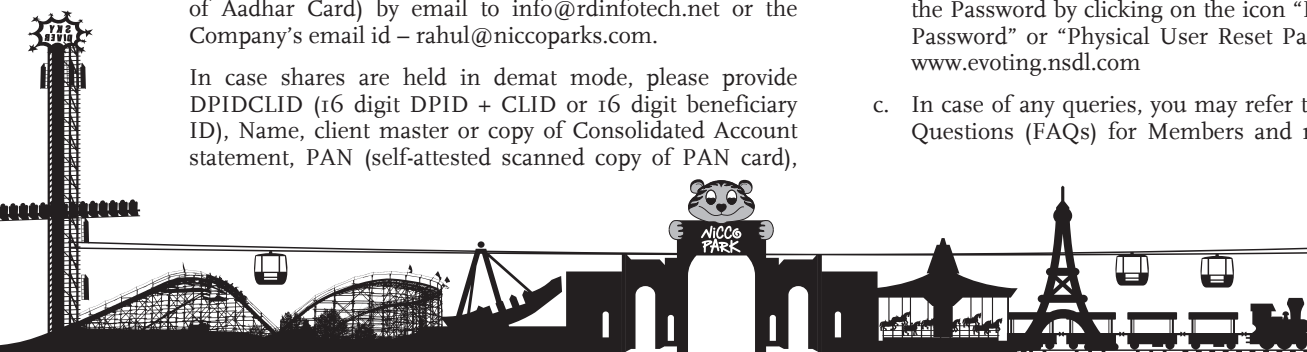 of Aadhar Card) by email to info@rdinfotech.net or the
Company's email id – rahul@niccoparks.com.
In case shares are held in demat mode, please provide
DPIDCLID (16 digit DPID + CLID or 16 digit beneficiary
ID), Name, client master or copy of Consolidated Account
statement, PAN (self-attested scanned copy of PAN card),
the Password by clicking on the icon "
Password" or "Physical User Reset
www.evoting.nsdl.com
c. In case of any queries, you may refer
Questions (FAQs) for Members and
SKY
DIVER
NICCO
PARK